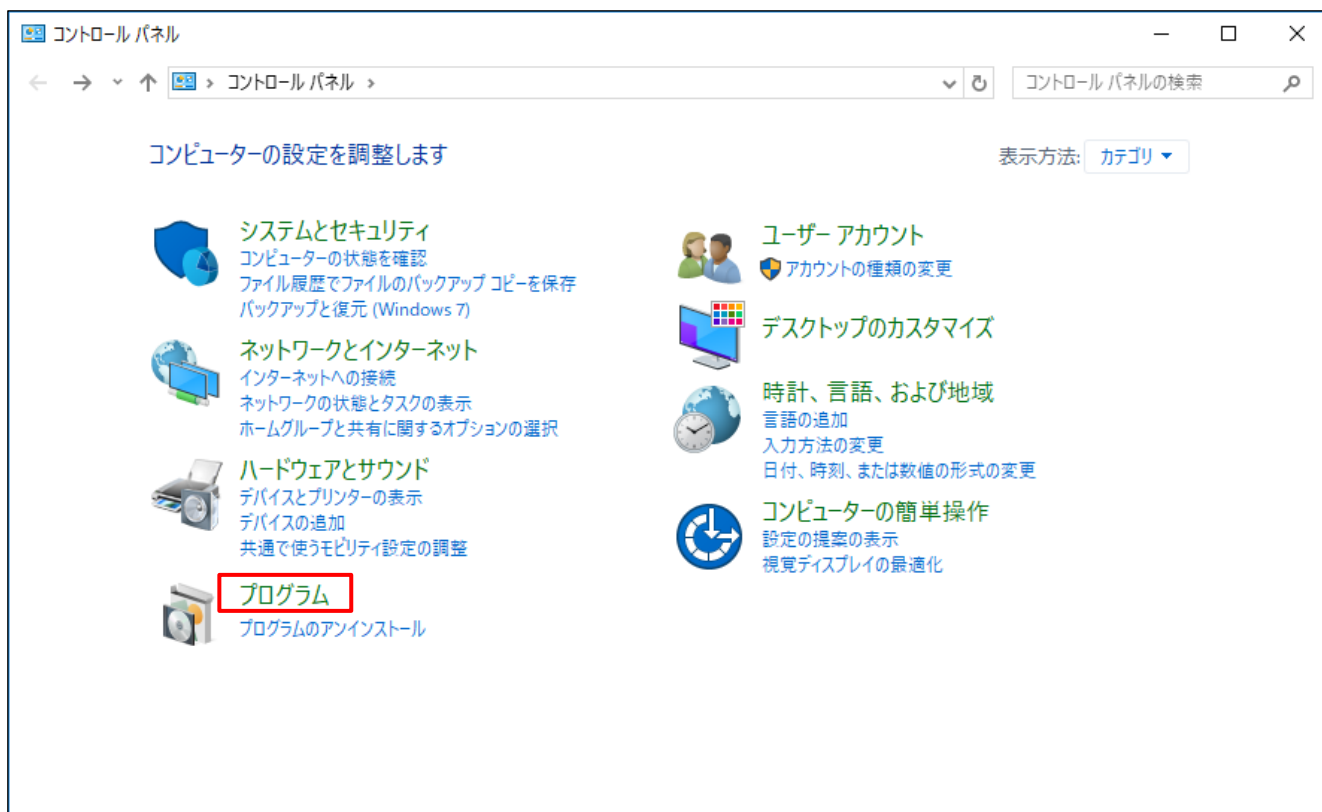 コントロール パネル
コントロール パネル
コントロール パネルの検索
コンピューターの設定を調整します
表示方法: カテゴリ
システムとセキュリティ
コンピューターの状態を確認
ファイル履歴でファイルのバックアップ コピーを保存
バックアップと復元 (Windows 7)
ネットワークとインターネット
インターネットへの接続
ネットワークの状態とタスクの表示
ホームグループと共有に関するオプションの選択
ハードウェアとサウンド
デバイスとプリンターの表示
デバイスの追加
共通で使うモビリティ設定の調整
プログラム
プログラムのアンインストール
ユーザー アカウント
アカウントの種類の変更
デスクトップのカスタマイズ
時計、言語、および地域
言語の追加
入力方法の変更
日付、時刻、または数値の形式の変更
コンピューターの簡単操作
設定の提案の表示
視覚ディスプレイの最適化